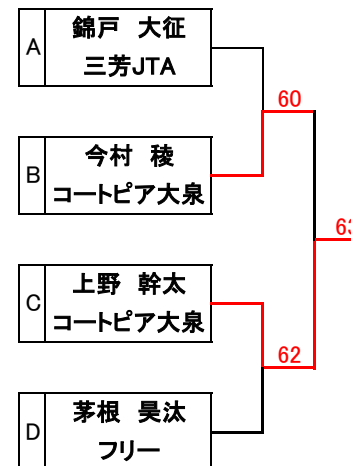 A
錦戸 大征
三芳JTA
60
B
今村 稜
コートピア大泉
63
C
上野 幹太
コートピア大泉
62
D
茅根 昊汰
フリー